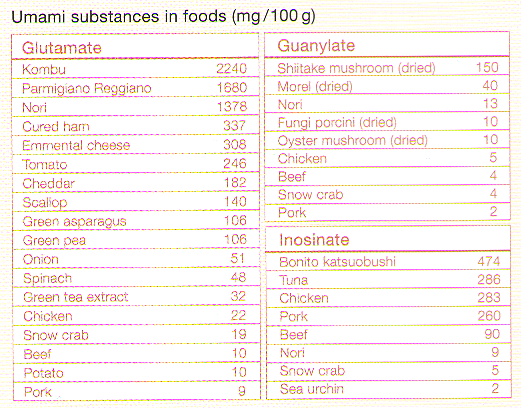 Umami substances in foods (mg/100 g)
Glutamate
Kombu 2240
Parmigiano Reggiano 1680
Nori 1378
Cured ham 337
Emmental cheese 308
Tomato 246
Cheddar 182
Scallop 140
Green asparagus 106
Green pea 106
Onion 51
Spinach 48
Green tea extract 32
Chicken 22
Snow crab 19
Beef 10
Potato 10
Pork 9
Guanylate
Shiitake mushroom (dried) 150
Morel (dried) 40
Nori 13
Fungi porcini (dried) 10
Oyster mushroom (dried) 10
Chicken 5
Beef 4
Snow crab 4
Pork 2
Inosinate
Bonito katsuobushi 474
Tuna 286
Chicken 283
Pork 260
Beef 90
Nori 9
Snow crab 5
Sea urchin 2